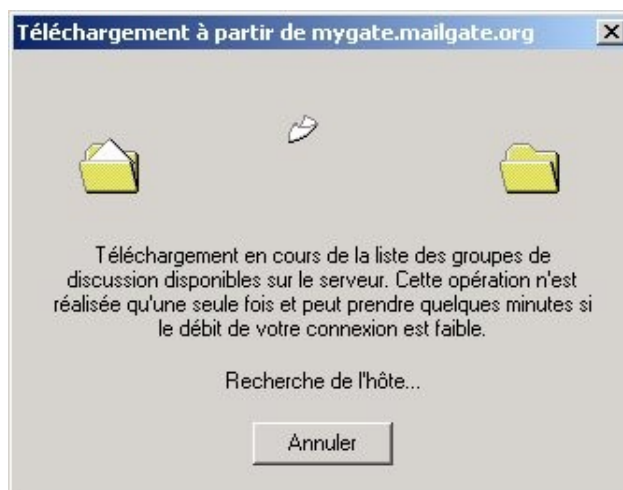 Téléchargement à partir de mygate.mailgate.org
Téléchargement en cours de la liste des groupes de
discussion disponibles sur le serveur. Cette opération n'est
réalisée qu'une seule fois et peut prendre quelques minutes si
le débit de votre connexion est faible.
Recherche de l'hôte...
Annuler